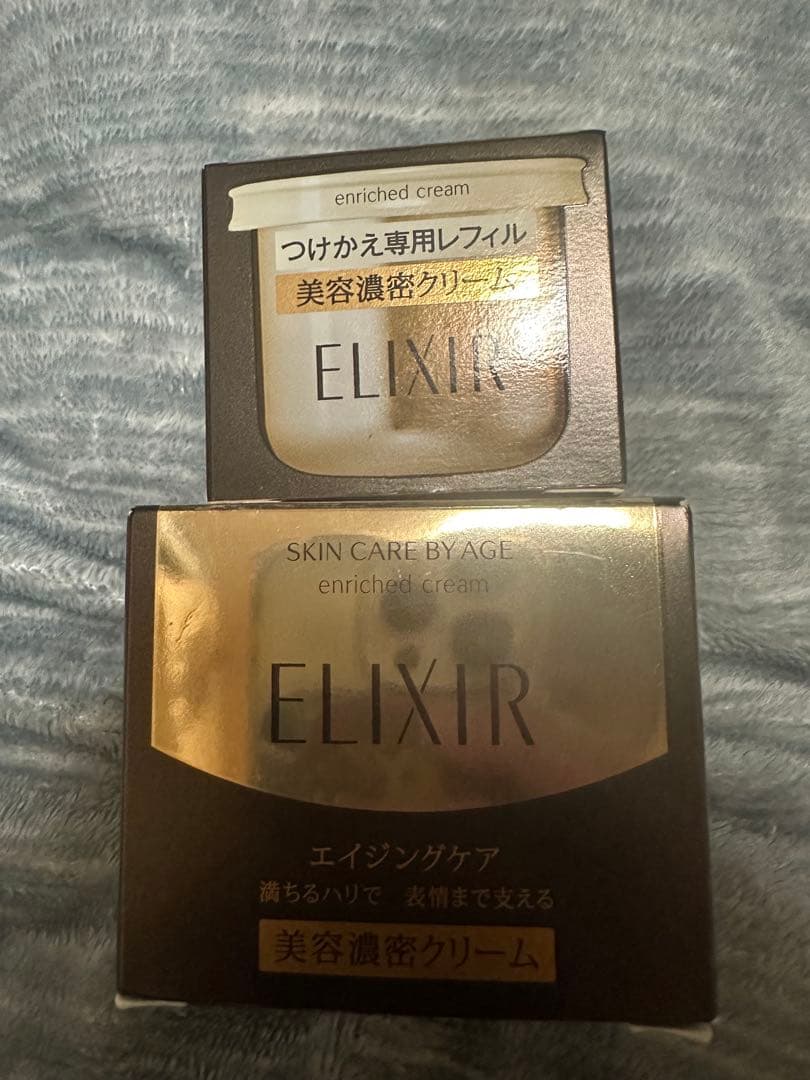 enriched cream
つけかえ専用レフィル
美容濃密クリーム
ELIXIR
SKIN CARE BY AGE
enriched cream
ELIXIR
エイジングケア
満ちるハリで 表情まで支える
美容濃密クリーム